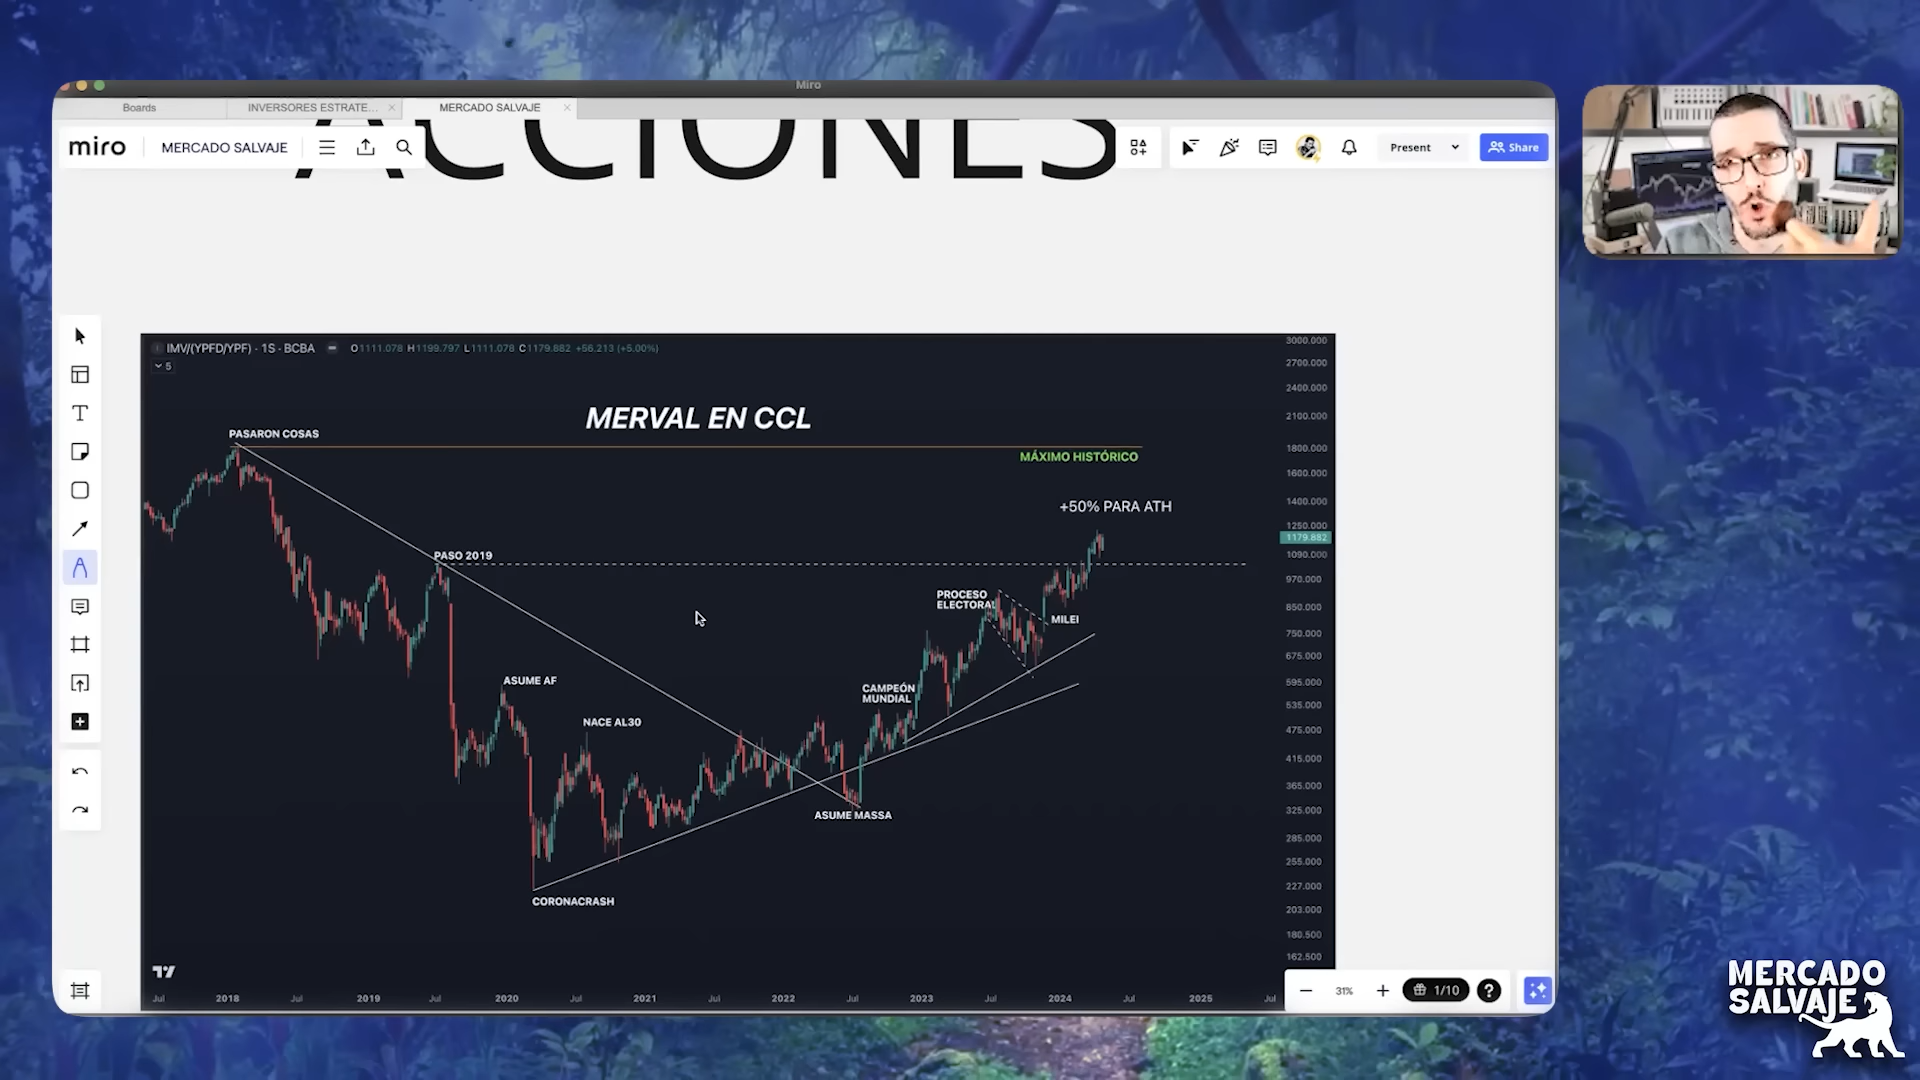 Miro
Boards
INVERSORES ESTRATE...
MERCADO SALVAJE
ACCIONES
miro
MERCADO SALVAJE
Present
Share
IMV/(YPFD/YPF) · 1S · BCBA
O1111.078 H1199.797 L1111.078 C1179.882 +56.213 (+5.00%)
5
MERVAL EN CCL
PASARON COSAS
MÁXIMO HISTÓRICO
+50% PARA ATH
PASO 2019
PROCESO
ELECTORAL
MILEI
ASUME AF
CAMPEÓN
MUNDIAL
NACE AL30
ASUME MASSA
CORONACRASH
3000.000
2700.000
2400.000
2100.000
1800.000
1600.000
1400.000
1250.000
1179.882
1090.000
970.000
850.000
750.000
675.000
595.000
535.000
475.000
415.000
365.000
325.000
285.000
255.000
227.000
203.000
180.500
162.500
Jul 2018 Jul 2019 Jul 2020 Jul 2021 Jul 2022 Jul 2023 Jul 2024 Jul 2025 Jul
31%
1/10
?
MERCADO
SALVAJE